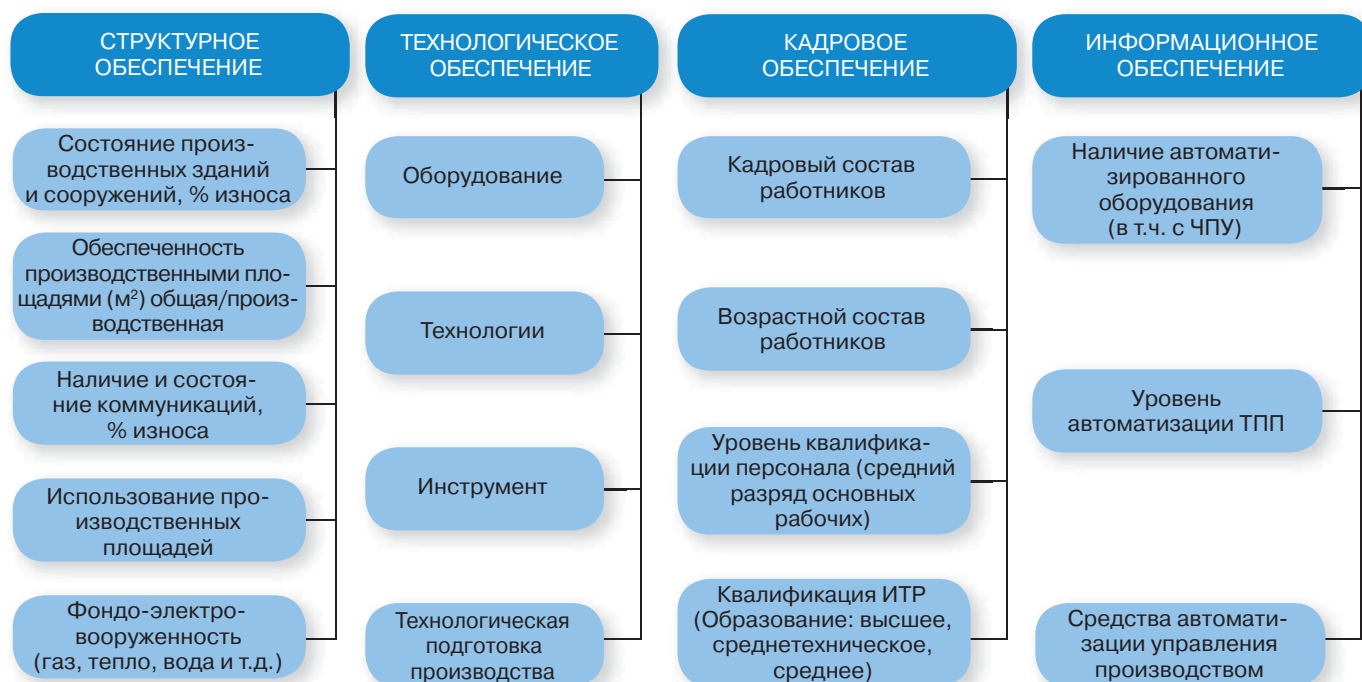 СТРУКТУРНОЕ
ОБЕСПЕЧЕНИЕ
Состояние произ-
водственных зданий
и сооружений, % износа
Обеспеченность
производственными пло-
щадями (м²) общая/произ-
водственная
Наличие и состоя-
ние коммуникаций,
% износа
Использование про-
изводственных
площадей
Фондо-электро-
вооруженность
(газ, тепло, вода и т.д.)
ТЕХНОЛОГИЧЕСКОЕ
ОБЕСПЕЧЕНИЕ
Оборудование
Технологии
Инструмент
Технологическая
подготовка
производства
КАДРОВОЕ
ОБЕСПЕЧЕНИЕ
Кадровый состав
работников
Возрастной состав
работников
Уровень квалифика-
ции персонала (средний
разряд основных
рабочих)
Квалификация ИТР
(Образование: высшее,
среднетехническое,
среднее)
ИНФОРМАЦИОННОЕ
ОБЕСПЕЧЕНИЕ
Наличие автомати-
зированного
оборудования
(в т.ч. с ЧПУ)
Уровень
автоматизации ТПП
Средства автомати-
зации управления
производством